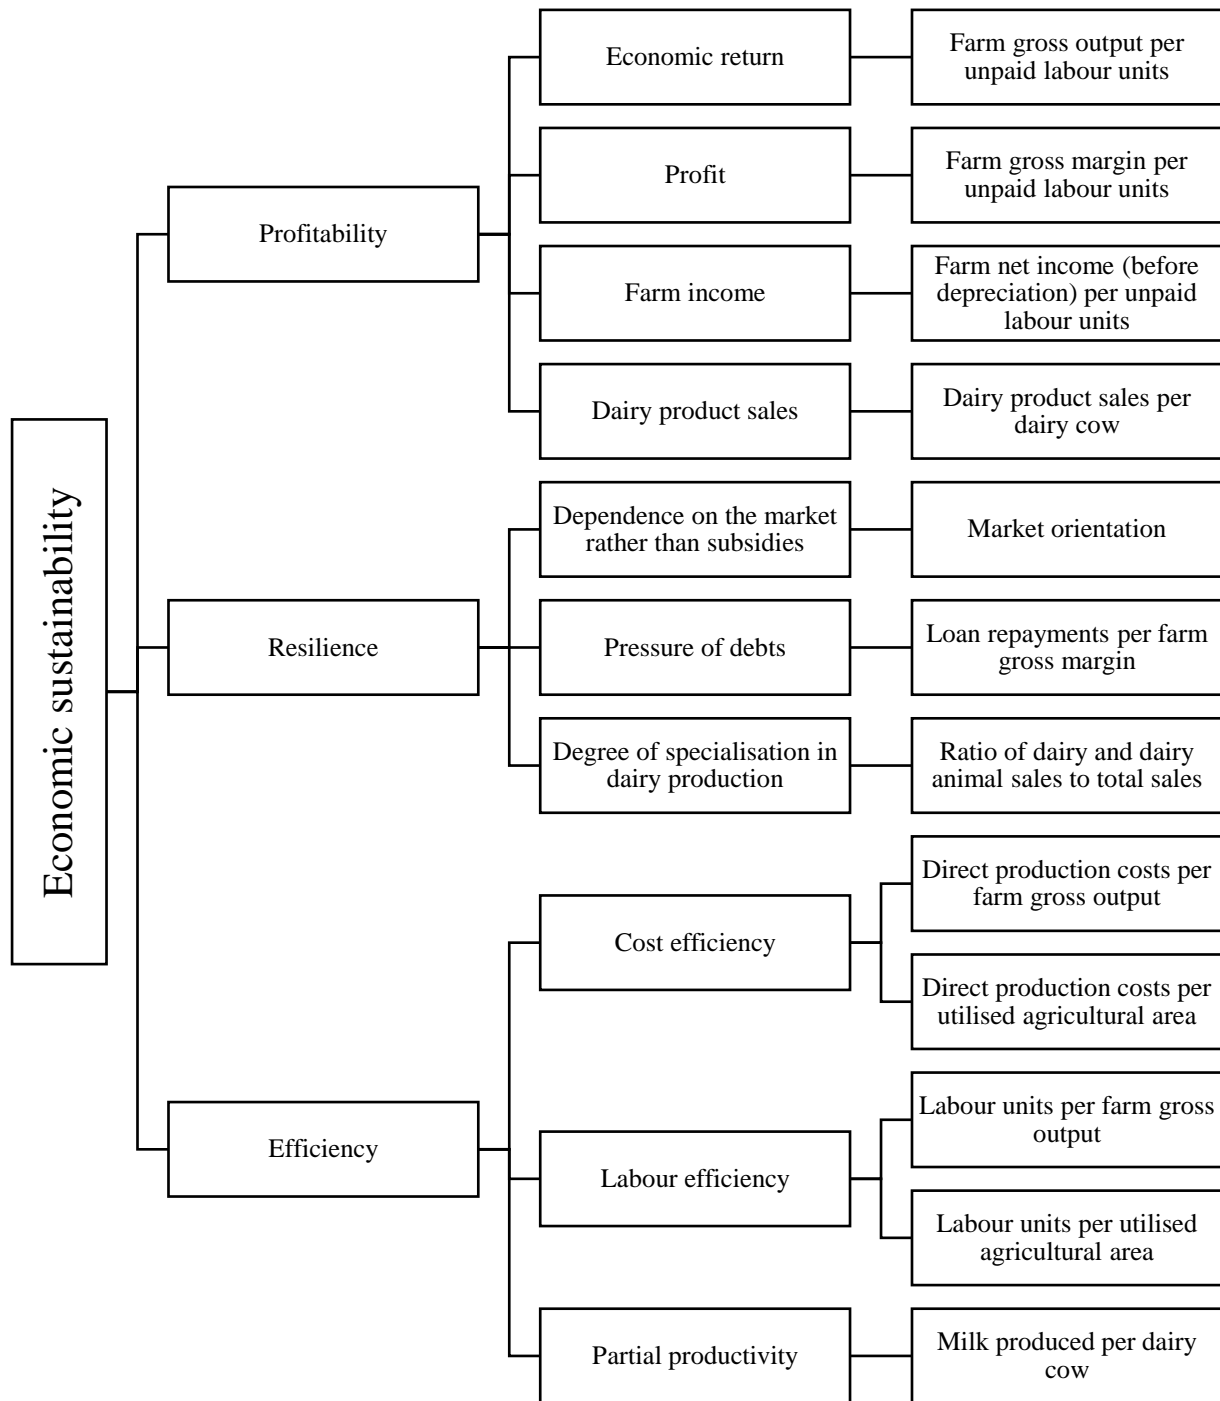 Economic sustainability
Profitability
Economic return
Farm gross output per
unpaid labour units
Profit
Farm gross margin per
unpaid labour units
Farm income
Farm net income (before
depreciation) per unpaid
labour units
Dairy product sales
Dairy product sales per
dairy cow
Resilience
Dependence on the market
rather than subsidies
Market orientation
Pressure of debts
Loan repayments per farm
gross margin
Degree of specialisation in
dairy production
Ratio of dairy and dairy
animal sales to total sales
Efficiency
Cost efficiency
Direct production costs per
farm gross output
Direct production costs per
utilised agricultural area
Labour efficiency
Labour units per farm gross
output
Labour units per utilised
agricultural area
Partial productivity
Milk produced per dairy
cow